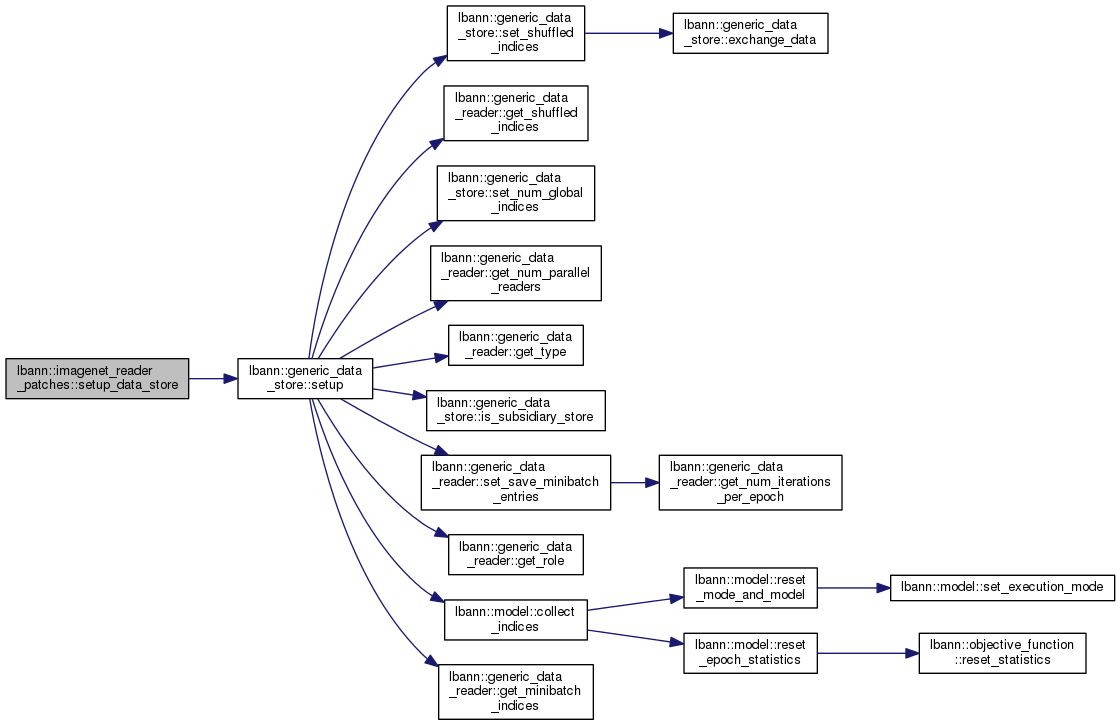 lbann::generic_data
_store::set_shuffled
_indices
lbann::generic_data
_store::exchange_data
lbann::generic_data
_reader::get_shuffled
_indices
lbann::generic_data
_store::set_num_global
_indices
lbann::generic_data
_reader::get_num_parallel
_readers
lbann::generic_data
_reader::get_type
lbann::imagenet_reader
_patches::setup_data_store
lbann::generic_data
_store::setup
lbann::generic_data
_store::is_subsidiary_store
lbann::generic_data
_reader::set_save_minibatch
_entries
lbann::generic_data
_reader::get_num_iterations
_per_epoch
lbann::generic_data
_reader::get_role
lbann::model::collect
_indices
lbann::model::reset
_mode_and_model
lbann::model::set_execution_mode
lbann::model::reset
_epoch_statistics
lbann::objective_function
::reset_statistics
lbann::generic_data
_reader::get_minibatch
_indices